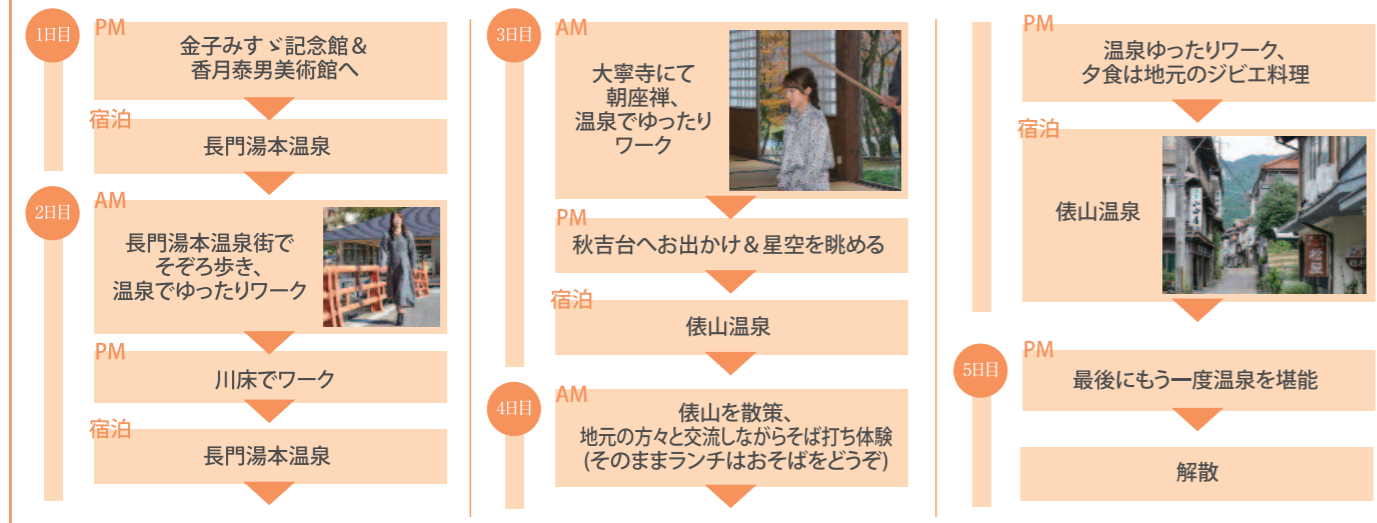 1日目
PM
金子みすゞ記念館&
香月泰男美術館へ
宿泊
長門湯本温泉
2日目
AM
長門湯本温泉街で
そぞろ歩き、
温泉でゆったりワーク
PM
川床でワーク
宿泊
長門湯本温泉
3日目
AM
大寧寺にて
朝座禅、
温泉でゆったり
ワーク
PM
秋吉台へお出かけ&星空を眺める
宿泊
俵山温泉
4日目
AM
俵山を散策、
地元の方々と交流しながらそば打ち体験
(そのままランチはおそばをどうぞ)
PM
温泉ゆったりワーク、
夕食は地元のジビエ料理
宿泊
俵山温泉
松屋
5日目
PM
最後にもう一度温泉を堪能
解散